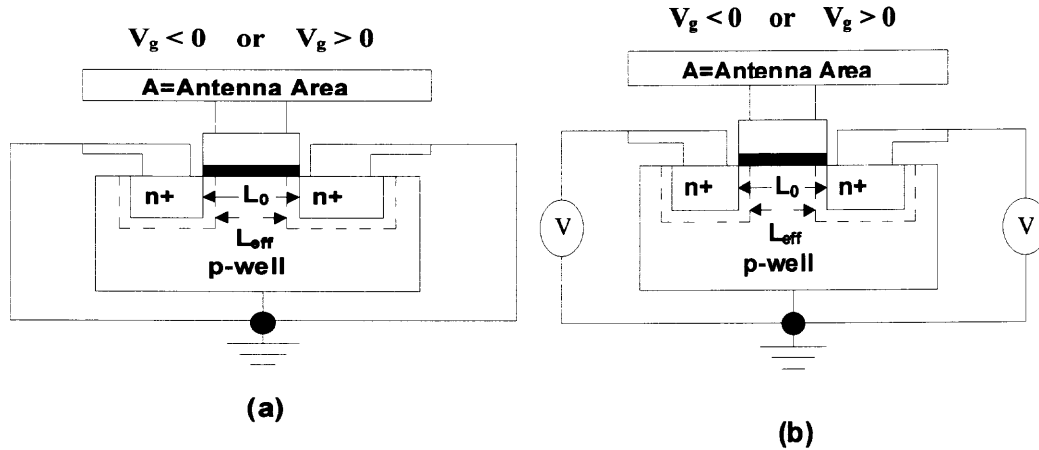 V_g < 0 or V_g > 0
A=Antenna Area
n+ L_0 n+
L_eff
p-well
(a)
V_g < 0 or V_g > 0
A=Antenna Area
n+ L_0 n+
V V
L_eff
p-well
(b)